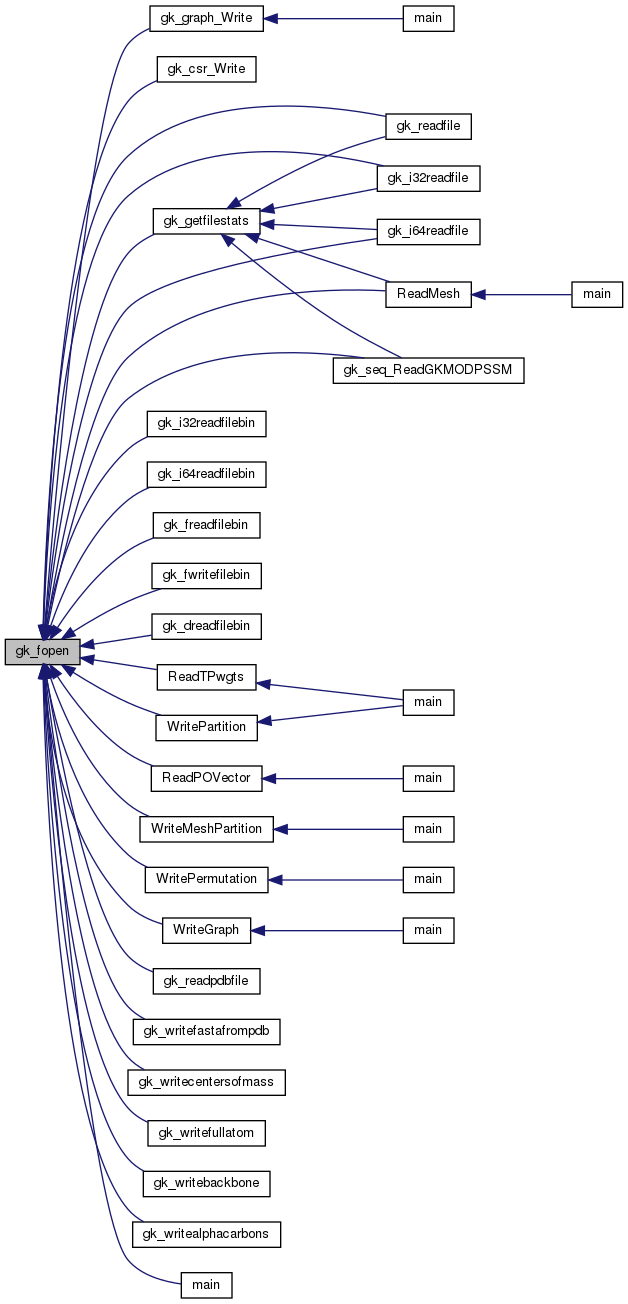 gk_graph_Write
main
gk_csr_Write
gk_readfile
gk_i32readfile
gk_getfilestats
gk_i64readfile
ReadMesh
main
gk_seq_ReadGKMODPSSM
gk_i32readfilebin
gk_i64readfilebin
gk_freadfilebin
gk_fwritefilebin
gk_dreadfilebin
gk_fopen
ReadTPwgts
main
WritePartition
ReadPOVector
main
WriteMeshPartition
main
WritePermutation
main
WriteGraph
main
gk_readpdbfile
gk_writefastafrompdb
gk_writecentersofmass
gk_writefullatom
gk_writebackbone
gk_writealphacarbons
main